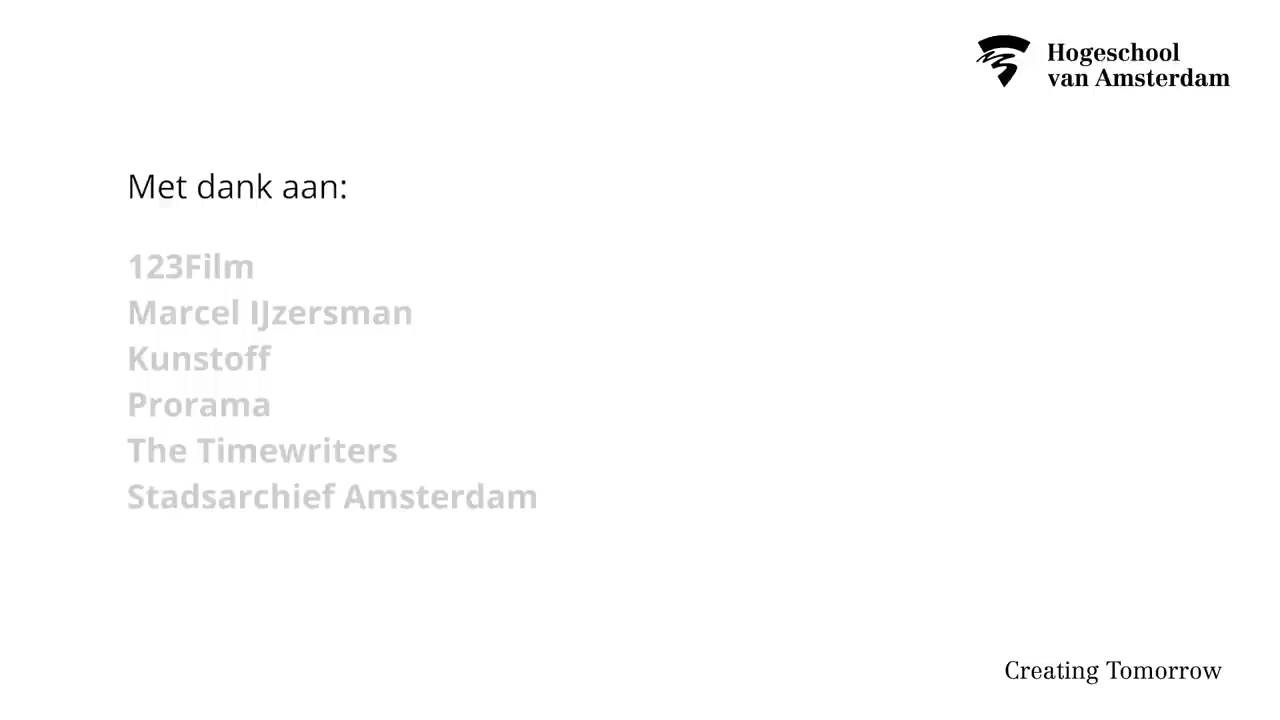 Hogeschool
van Amsterdam
Met dank aan:
123Film
Marcel IJzersman
Kunstoff
Prorama
The Timewriters
Stadsarchief Amsterdam
Creating Tomorrow